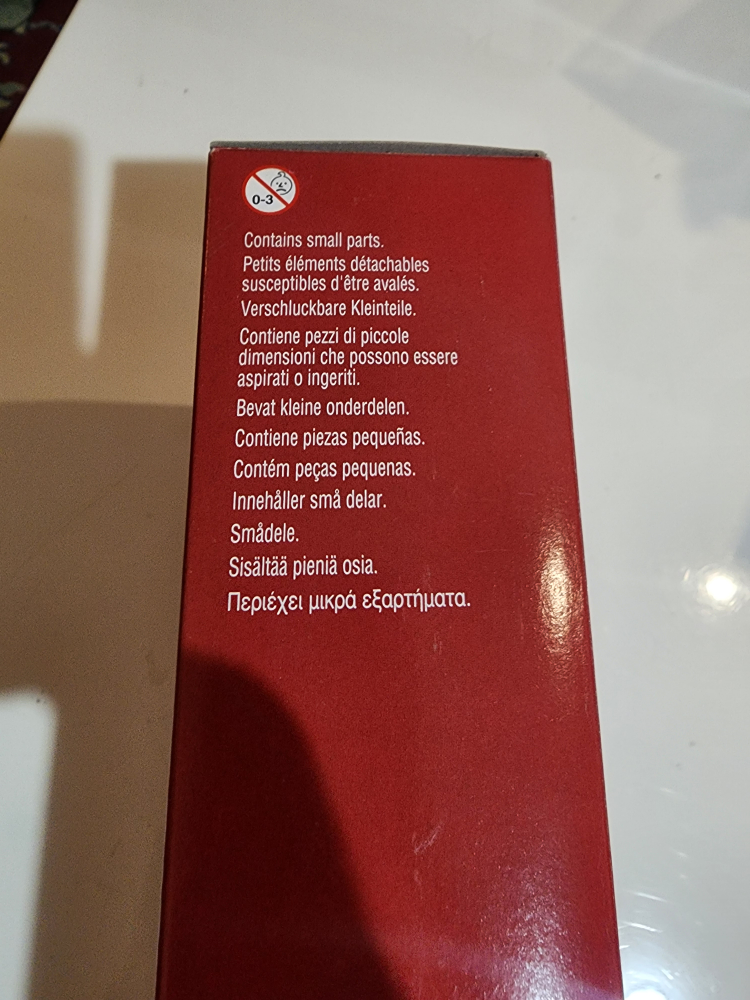 0-3
Contains small parts.
Petits éléments détachables
susceptibles d'être avalés.
Verschluckbare Kleinteile.
Contiene pezzi di piccole
dimensioni che possono essere
aspirati o ingeriti.
Bevat kleine onderdelen.
Contiene piezas pequeñas.
Contém peças pequenas.
Innehåller små delar.
Smådele.
Sisältää pieniä osia.
Περιέχει μικρά εξαρτήματα.